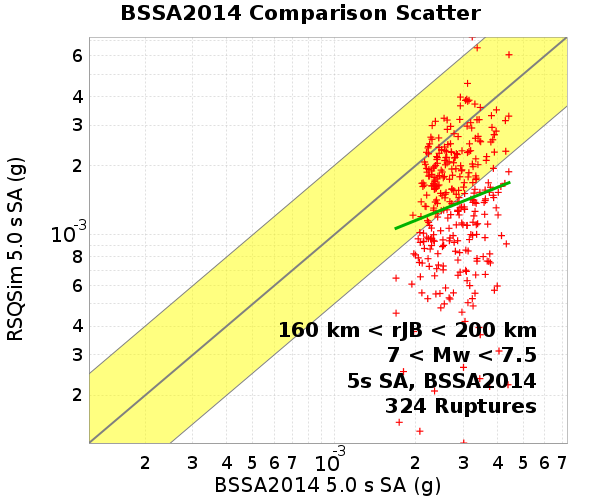 BSSA2014 Comparison Scatter
RSQSim 5.0 s SA (g)
6
4
3
2
10-3
8
6
4
3
2
160 km < rJB < 200 km
7 < Mw < 7.5
5s SA, BSSA2014
324 Ruptures
2 3 4 5 6 7 10-3 2 3 4 5 6 7
BSSA2014 5.0 s SA (g)